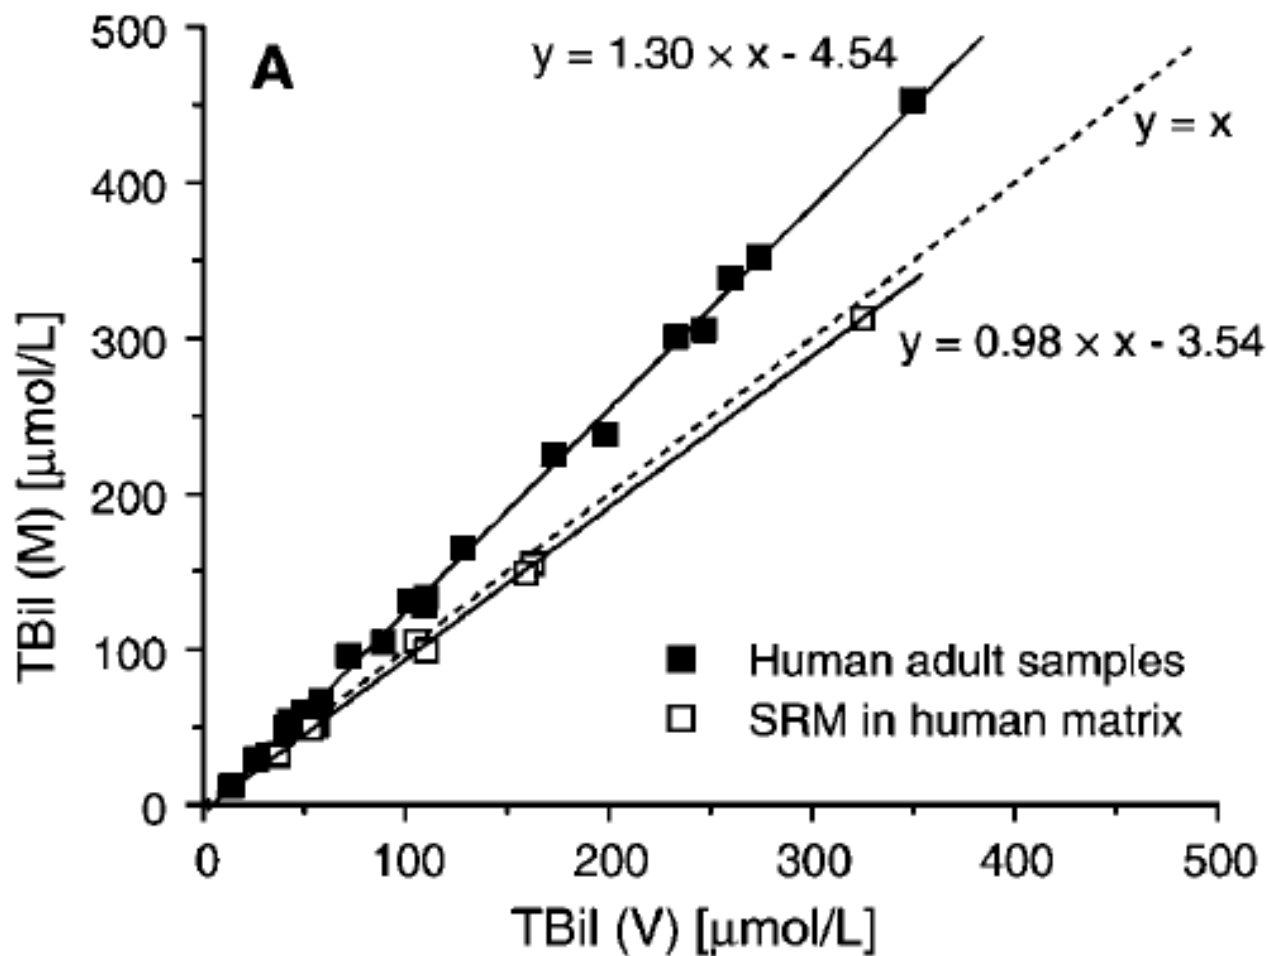 A
y = 1.30 × x - 4.54
y = x
y = 0.98 × x - 3.54
Human adult samples
SRM in human matrix
500
400
300
200
100
0
0 100 200 300 400 500
TBil (M) [μmol/L]
TBil (V) [μmol/L]